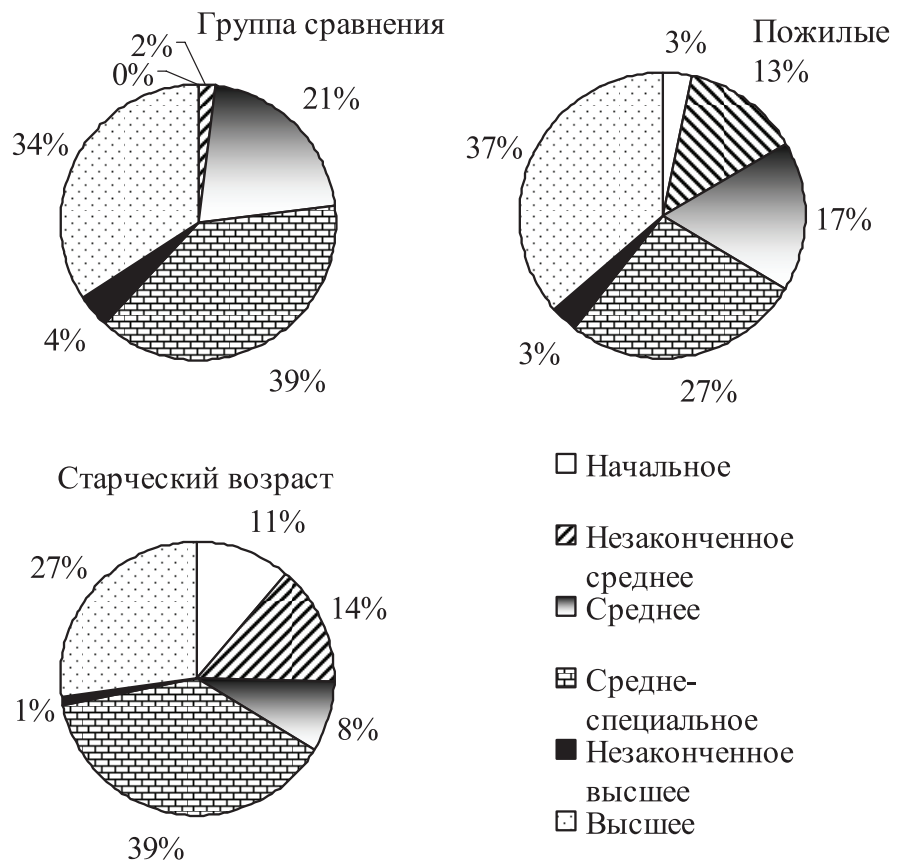 Группа сравнения
2%
0%
21%
34%
4%
39%
Пожилые
3%
13%
37%
17%
3%
27%
Старческий возраст
11%
27%
14%
1%
8%
39%
Начальное
Незаконченное
среднее
Среднее
Средне-
специальное
Незаконченное
высшее
Высшее